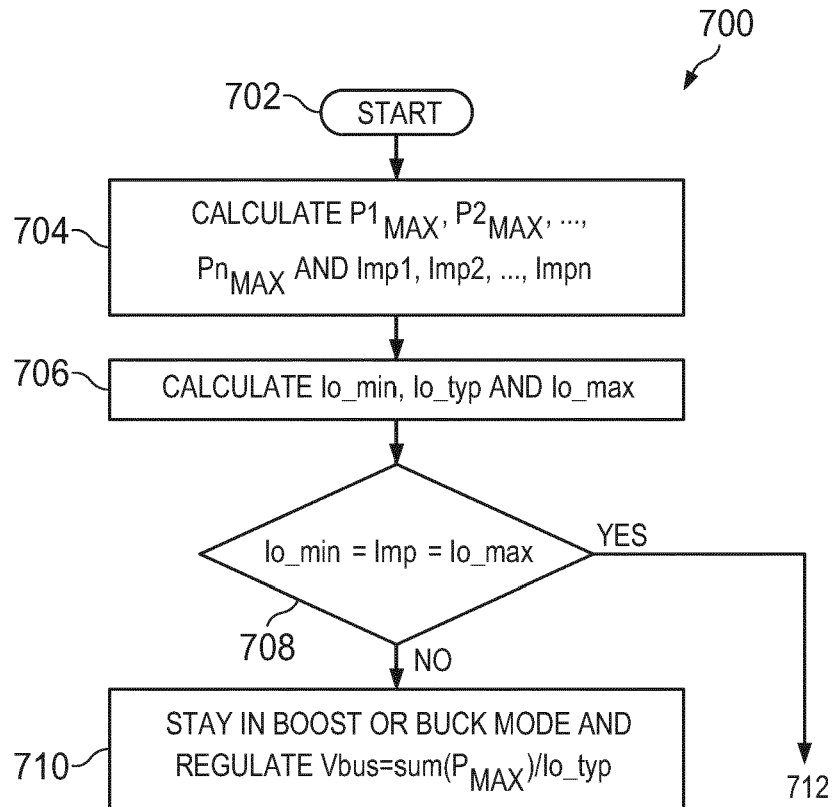 700
702
START
704
CALCULATE P1MAX, P2MAX, ...,
PnMAX AND Imp1, Imp2, ..., Impn
706
CALCULATE Io_min, Io_typ AND Io_max
Io_min = Imp = Io_max
YES
708
NO
710
STAY IN BOOST OR BUCK MODE AND
REGULATE Vbus=sum(PMAX)/Io_typ
712